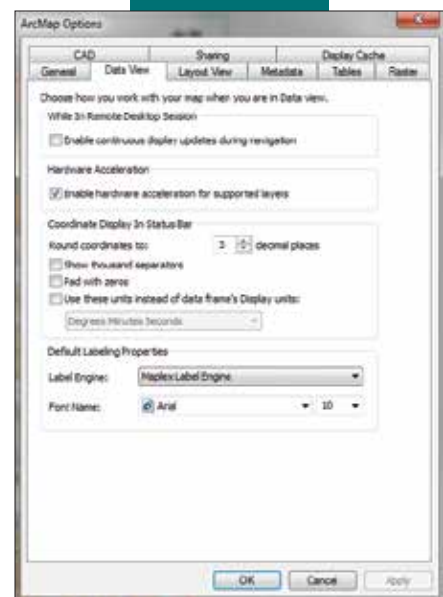 ArcMap Options
CAD Sharing Display Cache
General Data View Layout View Metadata Tables Raster
Choose how you work with your map when you are in Data view.
While In Remote Desktop Session
Enable continuous display updates during navigation
Hardware Acceleration
Enable hardware acceleration for supported layers
Coordinate Display In Status Bar
Round coordinates to: 3 decimal places
Show thousand separators
Pad with zeros
Use these units instead of data frame's Display units:
Degrees Minutes Seconds
Default Labeling Properties
Label Engine: Maplex Label Engine
Font Name: Arial 10
OK Cancel Apply